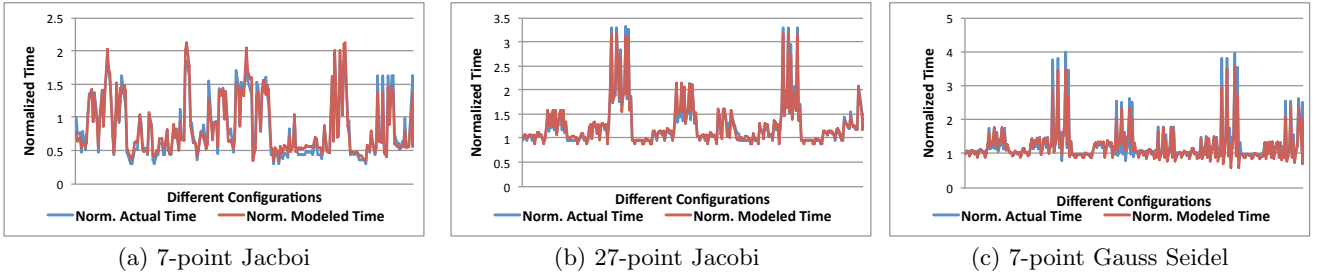 2.5
2
1.5
1
0.5
0
Normalized Time
Different Configurations
Norm. Actual Time
Norm. Modeled Time
(a) 7-point Jacboi
3.5
3
2.5
2
1.5
1
0.5
0
Normalized Time
Different Configurations
Norm. Actual Time
Norm. Modeled Time
(b) 27-point Jacobi
5
4
3
2
1
0
Normalized Time
Different Configurations
Norm. Actual Time
Norm. Modeled Time
(c) 7-point Gauss Seidel